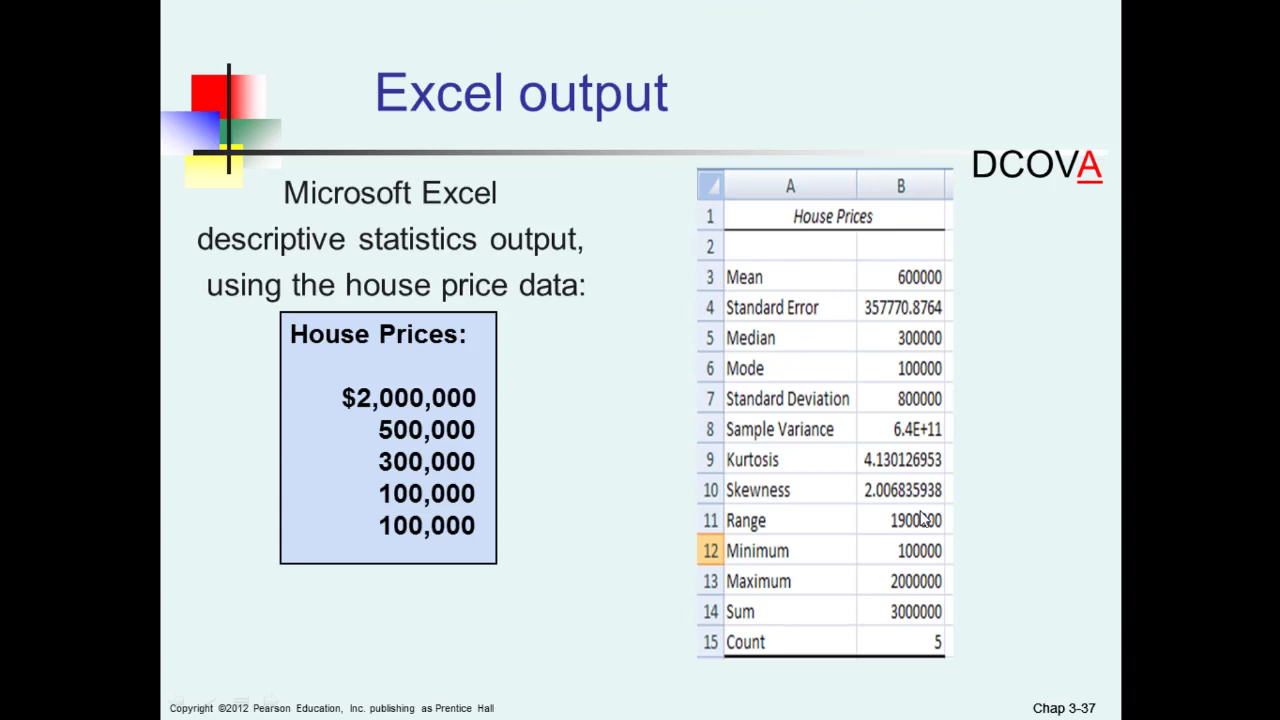 Excel output
DCOVA
Microsoft Excel
descriptive statistics output,
using the house price data:
House Prices:
$2,000,000
500,000
300,000
100,000
100,000
A B
1 House Prices
2
3 Mean 600000
4 Standard Error 357770.8764
5 Median 300000
6 Mode 100000
7 Standard Deviation 800000
8 Sample Variance 6.4E+11
9 Kurtosis 4.130126953
10 Skewness 2.006835938
11 Range 1900000
12 Minimum 100000
13 Maximum 2000000
14 Sum 3000000
15 Count 5
Copyright ©2012 Pearson Education, Inc. publishing as Prentice Hall
Chap 3-37